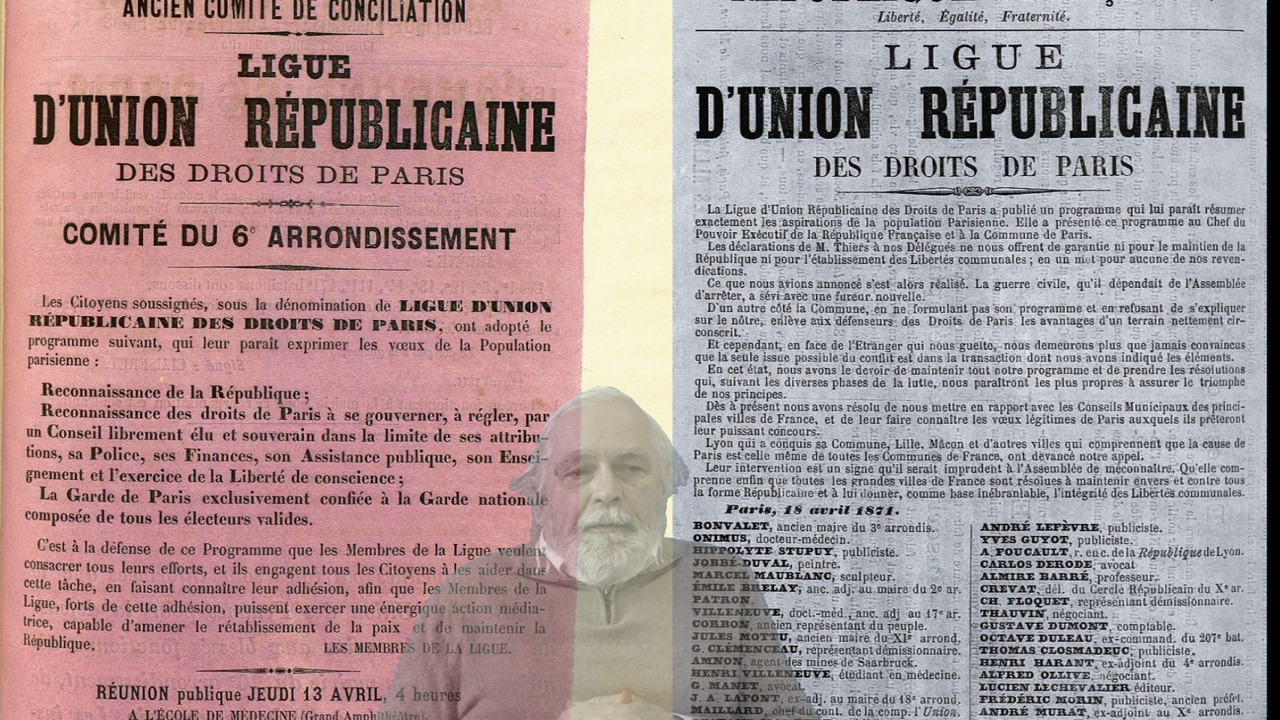 ANCIEN COMITÉ DE CONCILIATION
LIGUE
D'UNION RÉPUBLICAINE
DES DROITS DE PARIS
COMITÉ DU 6e ARRONDISSEMENT
Les Citoyens soussignés, sous la dénomination de LIGUE D'UNION
RÉPUBLICAINE DES DROITS DE PARIS, ont adopté le
programme suivant, qui leur paraît exprimer les vœux de la Population
parisienne :
Reconnaissance de la République ;
Reconnaissance des droits de Paris à se gouverner, à régler, par
un Conseil librement élu et souverain dans la limite de ses attribu-
tions, sa Police, ses Finances, son Assistance publique, son Ensei-
gnement et l'exercice de la Liberté de conscience ;
La Garde de Paris exclusivement confiée à la Garde nationale
composée de tous les électeurs valides.
C'est à la défense de ce Programme que les Membres de la Ligue veulent
consacrer tous leurs efforts, et ils engagent tous les Citoyens à les aider dans
cette tâche, en faisant connaître leur adhésion, afin que les Membres de la
Ligue, forts de cette adhésion, puissent exercer une énergique action média-
trice, capable d'amener le rétablissement de la paix et de maintenir la
République.
LES MEMBRES DE LA LIGUE.
RÉUNION publique JEUDI 13 AVRIL, 4 heures
A L'ÉCOLE DE MÉDECINE (Grand Amphithéâtre)
Liberté, Égalité, Fraternité.
LIGUE
D'UNION RÉPUBLICAINE
DES DROITS DE PARIS
La Ligue d'Union Républicaine des Droits de Paris a publié un programme qui lui paraît résumer
exactement les aspirations de la population Parisienne. Elle a présenté ce programme au Chef du
Pouvoir Exécutif de la République Française et à la Commune de Paris.
Les déclarations de M. Thiers à nos Délégués ne nous offrent de garantie ni pour le maintien de la
République ni pour l'établissement des Libertés communales ; en un mot pour aucune de nos reven-
dications.
Ce que nous avions annoncé s'est alors réalisé. La guerre civile, qu'il dépendait de l'Assemblée
d'arrêter, a sévi avec une fureur nouvelle.
D'un autre côté la Commune, en ne formulant pas son programme et en refusant de s'expliquer
sur le nôtre, enlève aux défenseurs des Droits de Paris les avantages d'un terrain nettement cir-
conscrit.
Et cependant, en face de l'Etranger qui nous guette, nous demeurons plus que jamais convaincus
que la seule issue possible du conflit est dans la transaction dont nous avons indiqué les éléments.
En cet état, nous avons le devoir de maintenir tout notre programme et de prendre les résolutions
qui, suivant les diverses phases de la lutte, nous paraîtront les plus propres à assurer le triomphe
de nos principes.
Dès à présent nous avons résolu de nous mettre en rapport avec les Conseils Municipaux des princi-
pales villes de France, et de leur faire connaître les vœux légitimes de Paris auxquels ils prêteront
leur puissant concours.
Lyon qui a conquis sa Commune, Lille, Mâcon et d'autres villes qui comprennent que la cause de
Paris est celle même de toutes les Communes de France, ont devancé notre appel.
Leur intervention est un signe qu'il serait imprudent à l'Assemblée de méconnaître. Qu'elle com-
prenne enfin que toutes les grandes villes de France sont résolues à maintenir envers et contre tous
la forme Républicaine et à lui donner, comme base inébranlable, l'intégrité des Libertés communales.
Paris, 18 avril 1871.
BONVALET, ancien maire du 3e arrondis.
ONIMUS, docteur-médecin.
HIPPOLYTE STUPUY, publiciste.
JOBBÉ-DUVAL, peintre.
MARCEL MAUBLANC, sculpteur.
ÉMILE BRELAY, anc. adj. au maire du 2e ar.
PATRON.
VILLENEUVE, doct.-méd., anc. adj. au 17e ar.
CORBON, ancien représentant du peuple.
JULES MOTTU, ancien maire du XIe arrond.
G. CLÉMENCEAU, représentant démissionnaire.
AMNON, agent des mines de Saarbruck.
HENRI VILLENEUVE, étudiant en médecine.
G. MANET, avocat.
J. A. LAFONT, ex-adj. au maire du 18e arrond.
MAILLARD, chef du cont. de la comp. l'Union.
ANDRÉ LEFÈVRE, publiciste.
YVES GUYOT, publiciste.
A. FOUCAULT, r. en c. de la République de Lyon.
CARLOS DERODE, avocat
ALMIRE BARRÉ, professeur.
CREVAT, dél. du Cercle Républicain du Xe ar.
CH. FLOQUET, représentant démissionnaire.
THAUVIN, négociant.
GUSTAVE DUMONT, comptable.
OCTAVE DULEAU, ex-command. du 207e bat.
THOMAS CLOSMADEUC, publiciste.
HENRI HARANT, ex-adjoint du 4e arrondis.
ALFRED OLLIVE, négociant.
LUCIEN LECHEVALIER éditeur.
FRÉDÉRIC MORIN, publiciste, ancien préfet.
ANDRÉ MURAT, ex-adjoint au Xe arrondis.